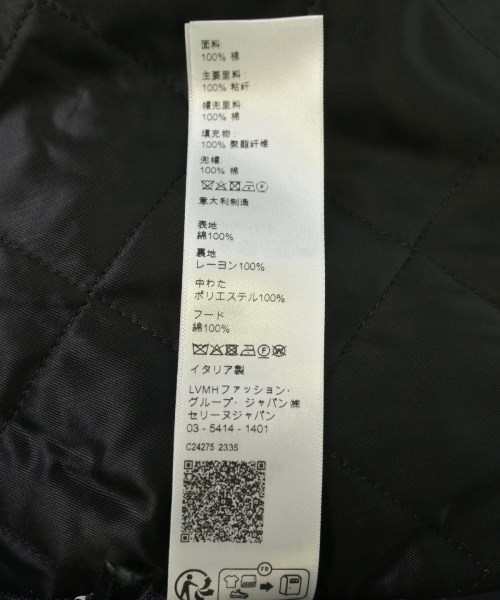 面料:
100% 棉
主要里料
100% 粘纤
帽兜里料
100% 棉
填充物:
100% 聚酯纤维
兜帽
100% 棉
意大利制造
表地
綿100%
裏地
レーヨン100%
中わた
ポリエステル100%
フード
綿100%
イタリア製
LVMHファッション・
グループ・ジャパン㈱
セリーヌジャパン
03 - 5414 - 1401
C24275 2335
FR